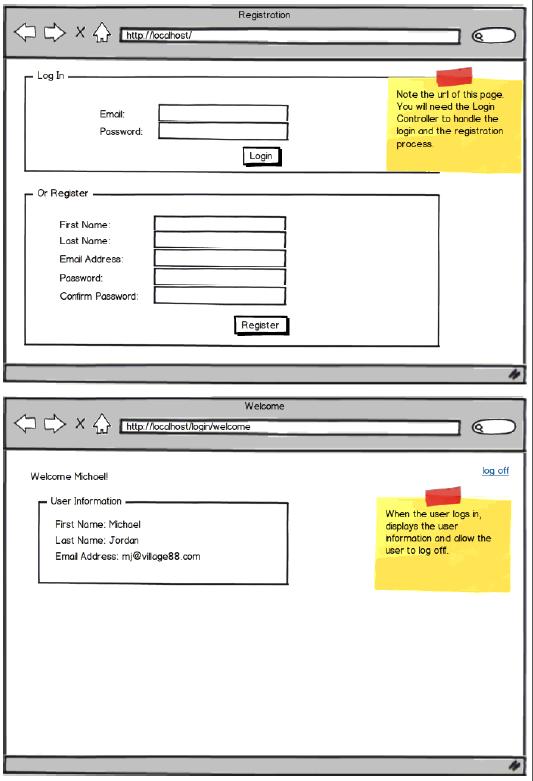 Registration
X
http://localhost/
Log In
Email:
Password:
Login
Note the url of this page.
You will need the Login
Controller to handle the
login and the registration
process.
Or Register
First Name:
Last Name:
Email Address:
Password:
Confirm Password:
Register
Welcome
X
http://localhost/login/welcome
log off
Welcome Michael!
User Information
First Name: Michael
Last Name: Jordan
Email Address: mj@village88.com
When the user logs in,
displays the user
information and allow the
user to log off.